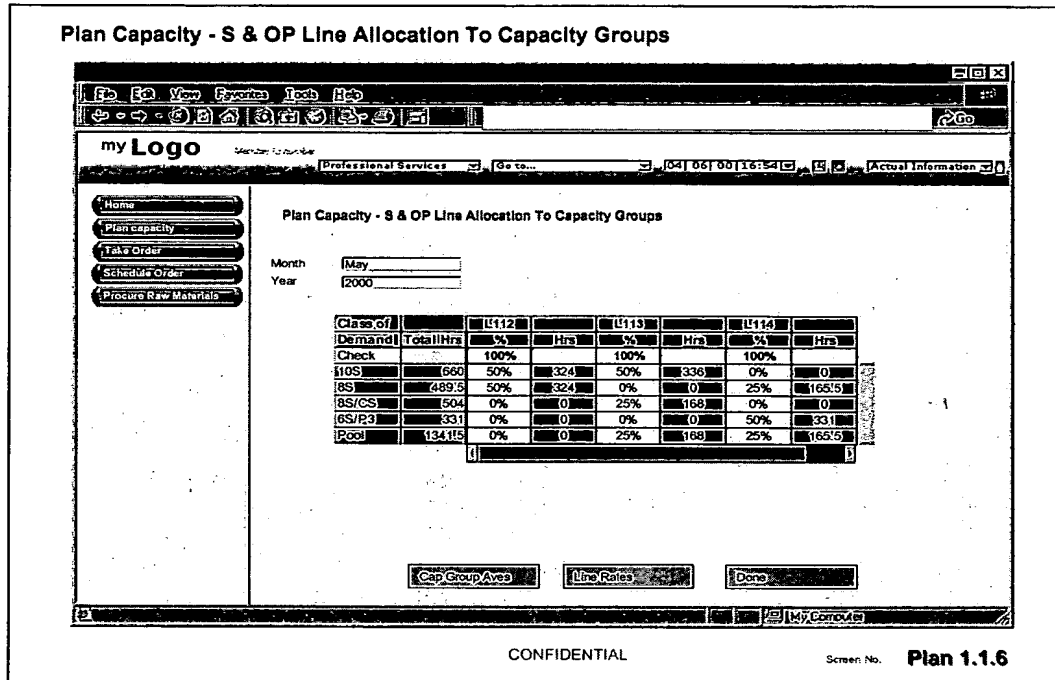 Plan Capacity - S & OP Line Allocation To Capacity Groups
File Edit View Favorites Tools Help
Go
my Logo
Professional Services Go to... 04 06 00 16:54 Actual Information
Home
Plan capacity
Take Order
Schedule Order
Procure Raw Materials
Plan Capacity - S & OP Line Allocation To Capacity Groups
Month May
Year 2000
Class of L112 L113 L114
Demand Total Hrs % Hrs % Hrs % Hrs
Check 100% 100% 100%
10S 660 50% 324 50% 336 0% 0
8S 489.5 50% 324 0% 0 25% 165.5
8S/CS 504 0% 0 25% 168 0% 0
6S/P3 331 0% 0 0% 0 50% 331
Pool 1341.5 0% 0 25% 168 25% 165.5
Cap Group Aves Line Rates Done
My Computer
CONFIDENTIAL
Screen No. Plan 1.1.6